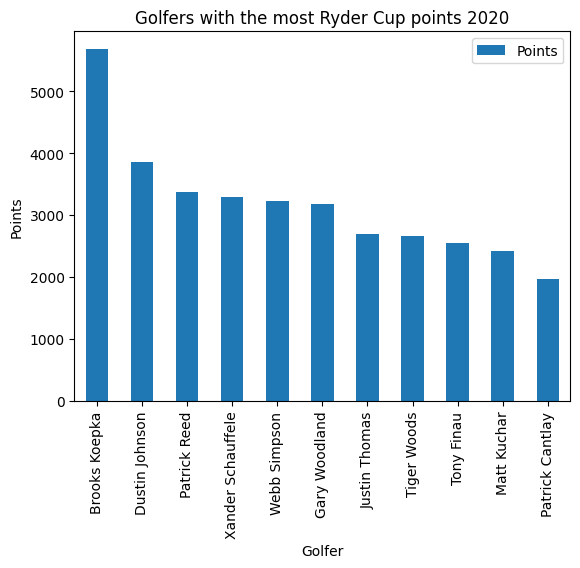 Golfers with the most Ryder Cup points 2020
Points
Points
5000
4000
3000
2000
1000
0
Brooks Koepka
Dustin Johnson
Patrick Reed
Xander Schauffele
Webb Simpson
Gary Woodland
Justin Thomas
Tiger Woods
Tony Finau
Matt Kuchar
Patrick Cantlay
Golfer